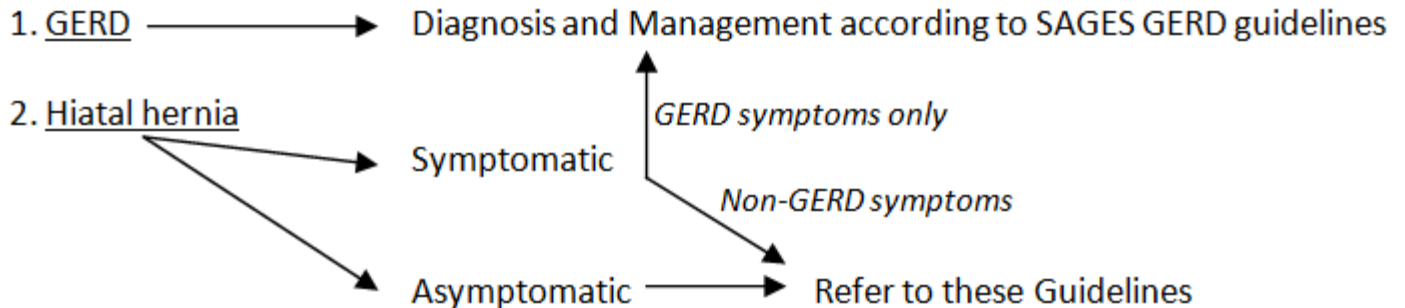 1. GERD Diagnosis and Management according to SAGES GERD guidelines
2. Hiatal hernia
GERD symptoms only
Symptomatic
Non-GERD symptoms
Asymptomatic Refer to these Guidelines